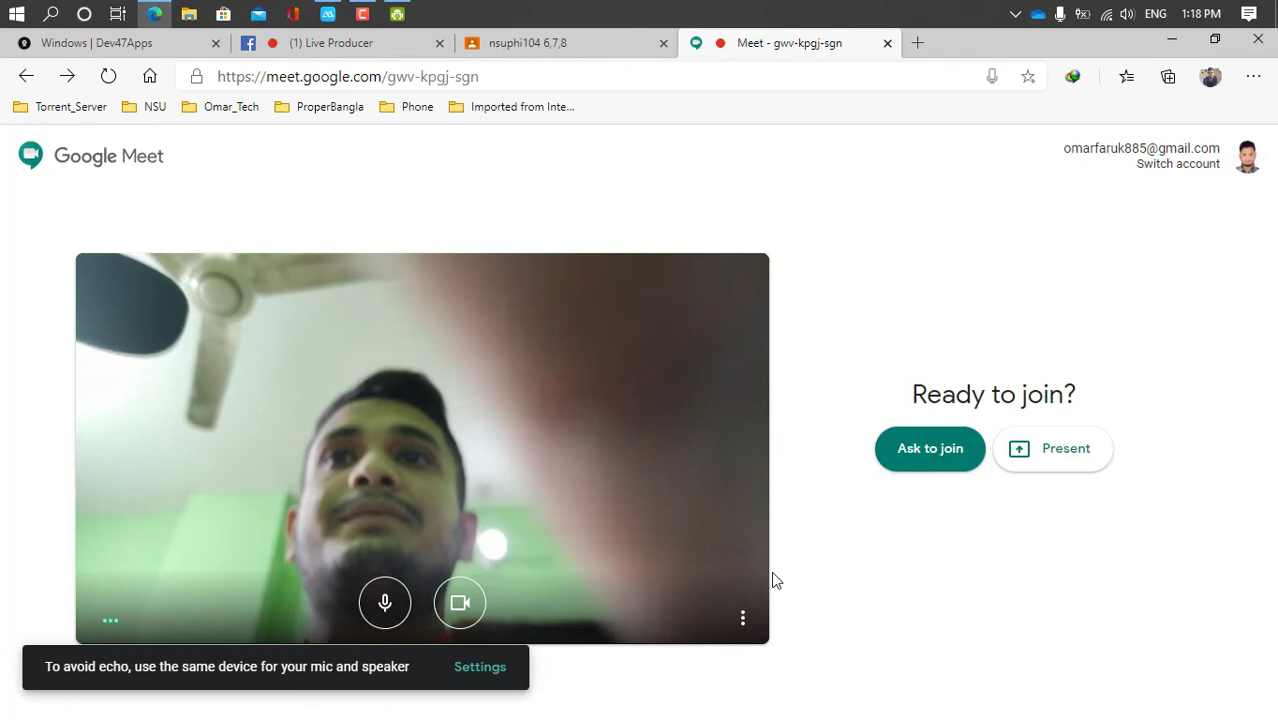 ENG 1:18 PM
Windows | Dev47Apps
(1) Live Producer
nsuphi104 6,7,8
Meet - gwv-kpgj-sgn
https://meet.google.com/gwv-kpgj-sgn
Torrent_Server
NSU
Omar_Tech
ProperBangla
Phone
Imported from Inte...
Google Meet
omarfaruk885@gmail.com
Switch account
Ready to join?
Ask to join
Present
To avoid echo, use the same device for your mic and speaker
Settings